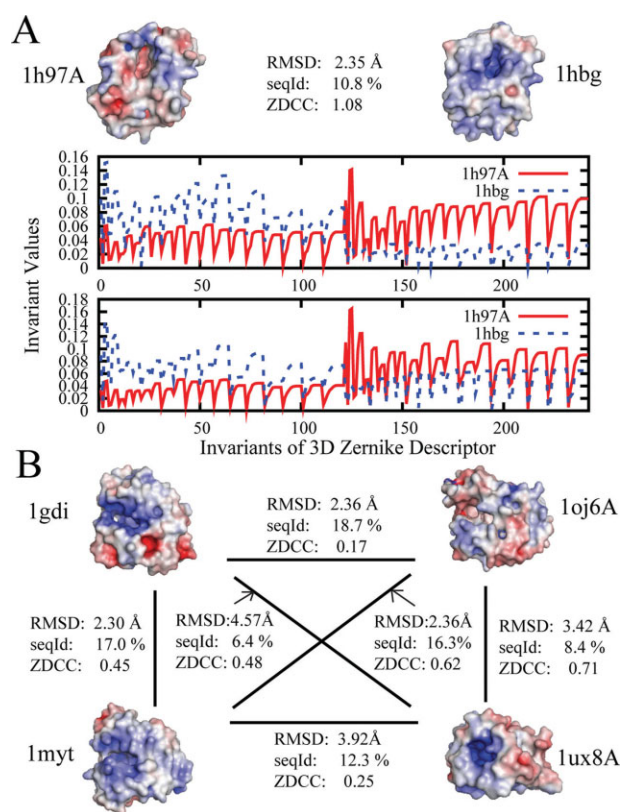 A
1h97A
RMSD: 2.35 Å
seqId: 10.8 %
ZDCC: 1.08
1hbg
Invariant Values
0.16
0.14
0.12
0.1
0.08
0.06
0.04
0.02
0
1h97A
1hbg
0 50 100 150 200
0.18
0.16
0.14
0.12
0.1
0.08
0.06
0.04
0.02
0
1h97A
1hbg
0 50 100 150 200
Invariants of 3D Zernike Descriptor
B
1gdi
RMSD: 2.36 Å
seqId: 18.7 %
ZDCC: 0.17
1oj6A
RMSD: 2.30 Å
seqId: 17.0 %
ZDCC: 0.45
RMSD:4.57Å
seqId: 6.4 %
ZDCC: 0.48
RMSD:2.36Å
seqId: 16.3%
ZDCC: 0.62
RMSD: 3.42 Å
seqId: 8.4 %
ZDCC: 0.71
1myt
RMSD: 3.92Å
seqId: 12.3 %
ZDCC: 0.25
1ux8A